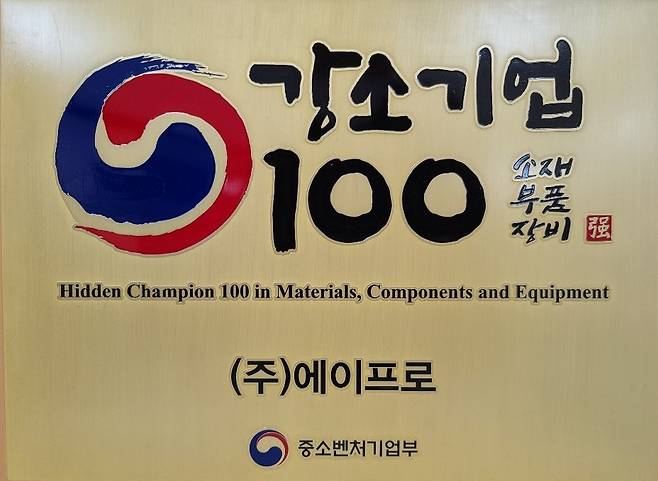 강소기업
100
소재
부품
장비 强
Hidden Champion 100 in Materials, Components and Equipment
(주)에이프로
중소벤처기업부